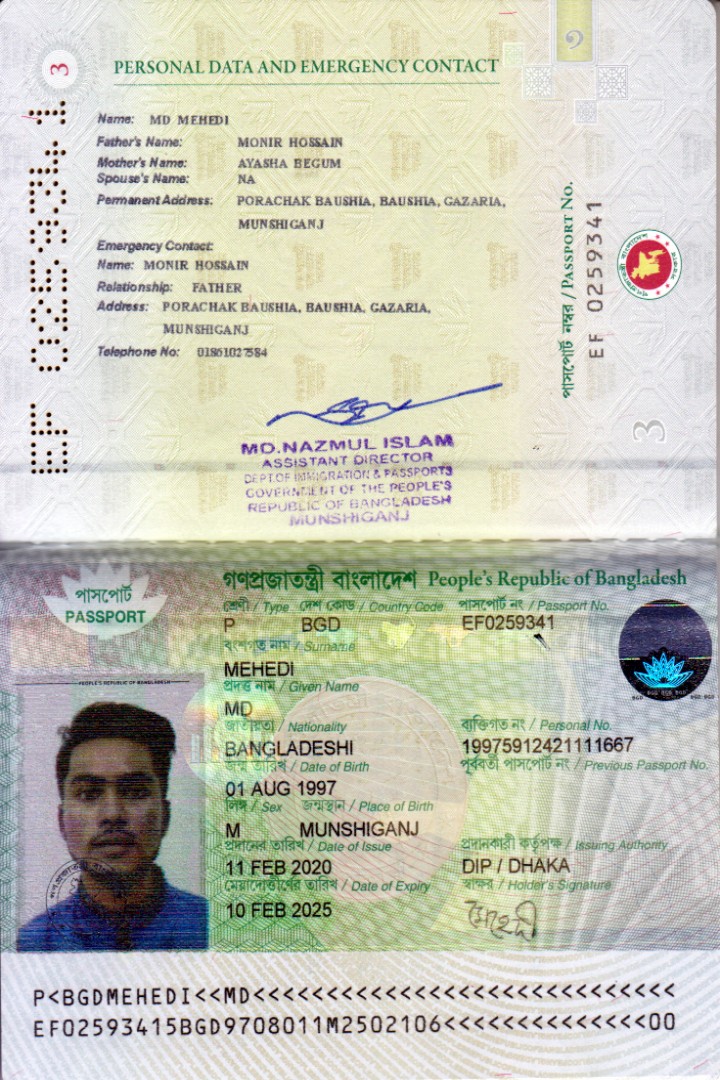 3
PERSONAL DATA AND EMERGENCY CONTACT
Name: MD MEHEDI
Father's Name: MONIR HOSSAIN
Mother's Name: AYASHA BEGUM
Spouse's Name: NA
Permanent Address: PORACHAK BAUSHIA, BAUSHIA, GAZARIA,
MUNSHIGANJ
Emergency Contact:
Name: MONIR HOSSAIN
Relationship: FATHER
Address: PORACHAK BAUSHIA, BAUSHIA, GAZARIA,
MUNSHIGANJ
Telephone No: 01861027584
MD.NAZMUL ISLAM
ASSISTANT DIRECTOR
DEPT.OF IMMIGRATION & PASSPORTS
GOVERNMENT OF THE PEOPLE'S
REPUBLIC OF BANGLADESH
MUNSHIGANJ
EF 0259341
পাসপোর্ট নম্বর / PASSPORT No.
EF 0259341
3
পাসপোর্ট
PASSPORT
গণপ্রজাতন্ত্রী বাংলাদেশ People's Republic of Bangladesh
শ্রেণী / Type দেশ কোড / Country Code পাসপোর্ট নং / Passport No.
P BGD EF0259341
বংশগত নাম / Surname
MEHEDI
প্রদত্ত নাম / Given Name
MD
জাতীয়তা / Nationality ব্যক্তিগত নং / Personal No.
BANGLADESHI 19975912421111667
জন্ম তারিখ / Date of Birth পূর্ববর্তী পাসপোর্ট নং / Previous Passport No.
01 AUG 1997
লিঙ্গ / Sex জন্মস্থান / Place of Birth
M MUNSHIGANJ
প্রদানের তারিখ / Date of Issue প্রদানকারী কর্তৃপক্ষ / Issuing Authority
11 FEB 2020 DIP / DHAKA
মেয়াদোত্তীর্ণের তারিখ / Date of Expiry স্বাক্ষর / Holder's Signature
10 FEB 2025 মেহেদী
PEOPLE'S REPUBLIC OF BANGLADESH
P<BGDMEHEDI<<MD<<<<<<<<<<<<<<<<<<<<<<<<<<<<<
EF02593415BGD9708011M2502106<<<<<<<<<<<<<<00